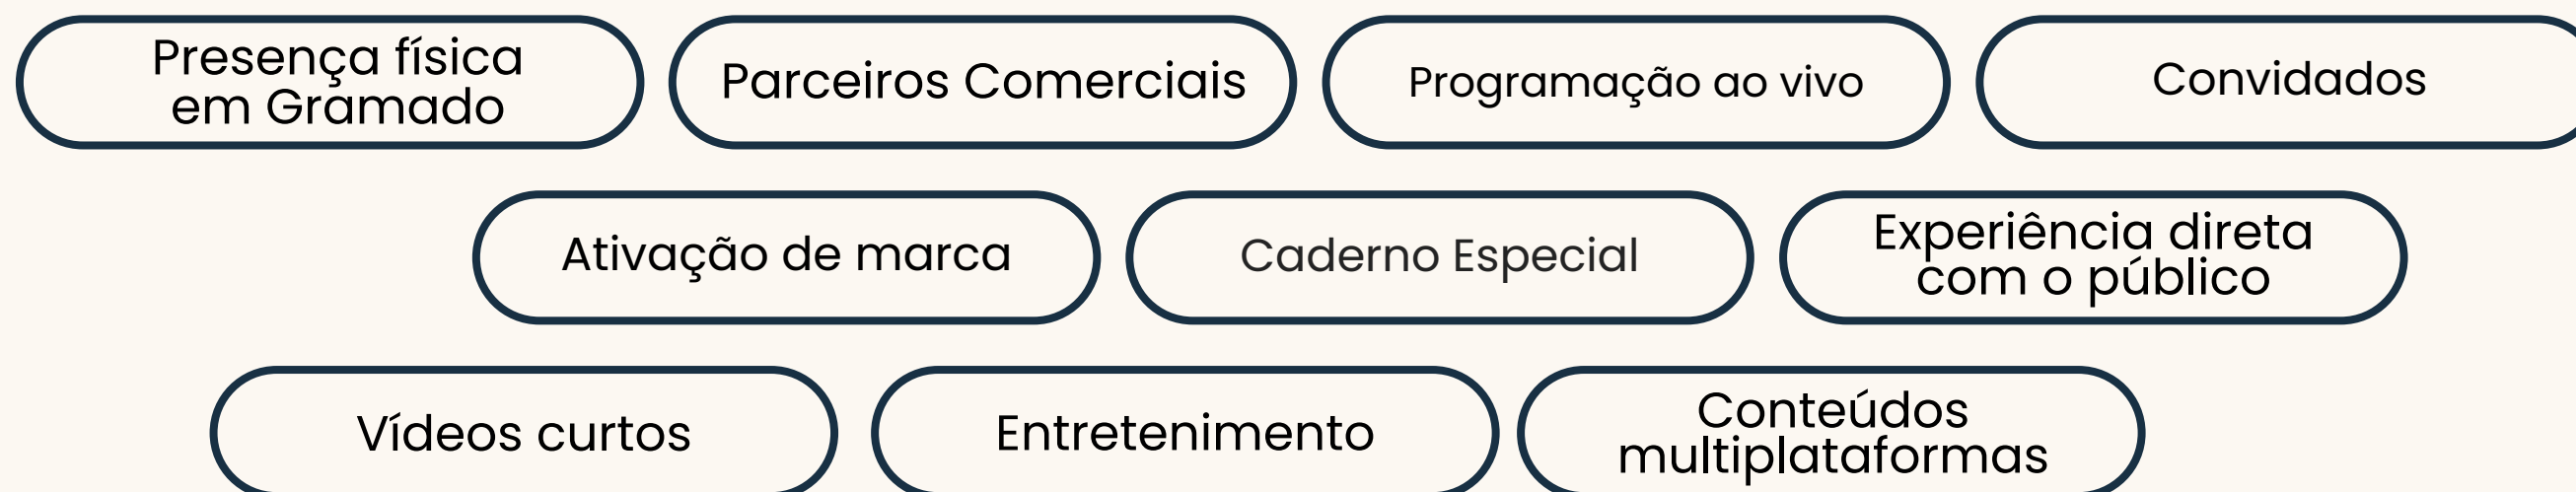 Presença física
em Gramado
Parceiros Comerciais
Programação ao vivo
Convidados
Ativação de marca
Caderno Especial
Experiência direta
com o público
Vídeos curtos
Entretenimento
Conteúdos
multiplataformas